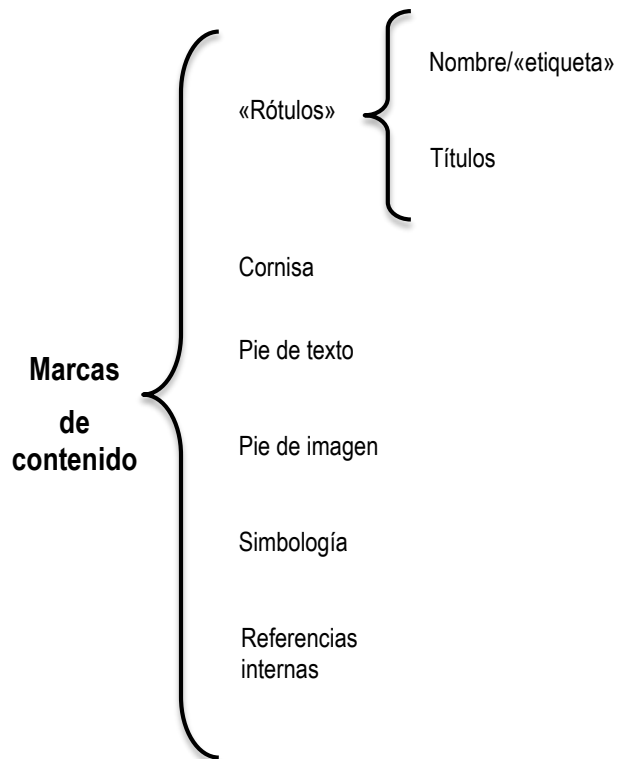 Marcas
de
contenido
«Rótulos»
Nombre/«etiqueta»
Títulos
Cornisa
Pie de texto
Pie de imagen
Simbología
Referencias
internas